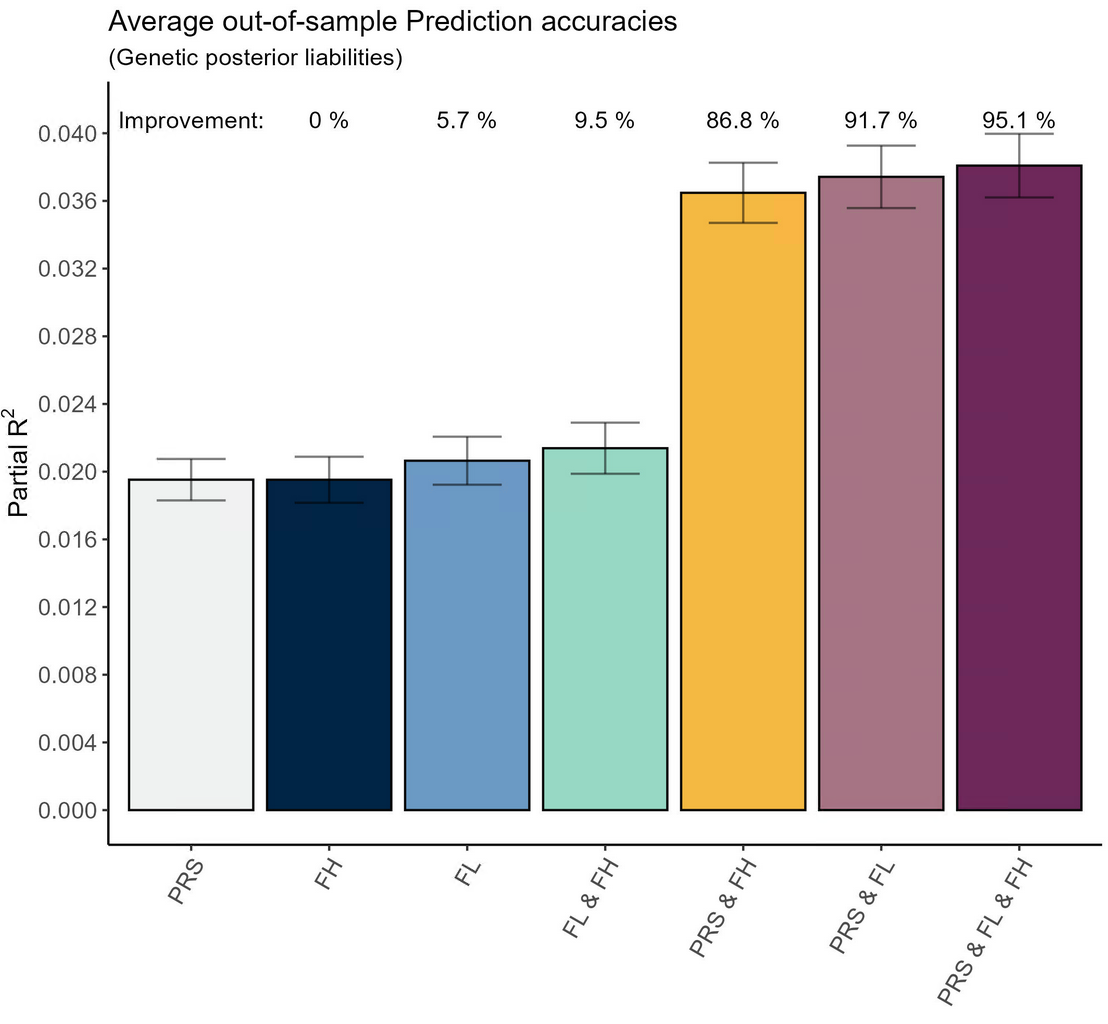 Average out-of-sample Prediction accuracies
(Genetic posterior liabilities)
Improvement: 0 % 5.7 % 9.5 % 86.8 % 91.7 % 95.1 %
0.040
0.036
0.032
0.028
0.024
0.020
0.016
0.012
0.008
0.004
0.000
Partial R²
PRS
FH
FL
FL & FH
PRS & FH
PRS & FL
PRS & FL & FH